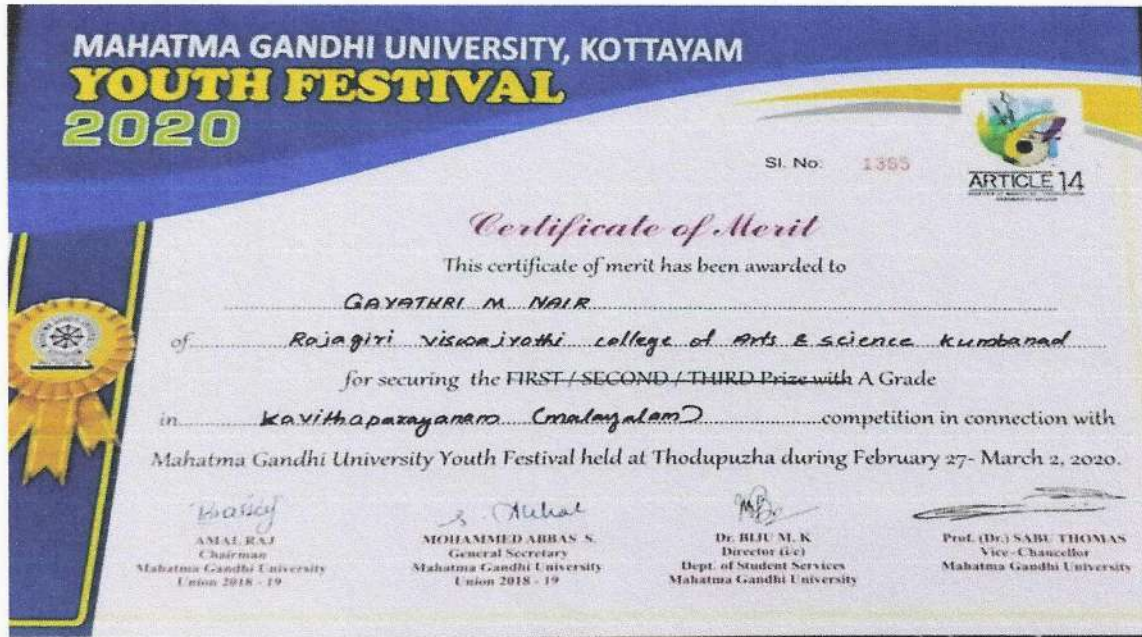 MAHATMA GANDHI UNIVERSITY, KOTTAYAM
YOUTH FESTIVAL
2020
Sl. No. 1395
ARTICLE 14
Certificate of Merit
This certificate of merit has been awarded to
GAYATHRI M NAIR
of Rajagiri viswajyothi college of Arts & science Kumbanad
for securing the FIRST / SECOND / THIRD Prize with A Grade
in Kavithaparayanam (malayalam) competition in connection with
Mahatma Gandhi University Youth Festival held at Thodupuzha during February 27- March 2, 2020.
AMAL RAJ
Chairman
Mahatma Gandhi University
Union 2018 - 19
MOHAMMED ABBAS S.
General Secretary
Mahatma Gandhi University
Union 2018 - 19
Dr. BIJU M. K
Director (i/c)
Dept. of Student Services
Mahatma Gandhi University
Prof. (Dr.) SABU THOMAS
Vice-Chancellor
Mahatma Gandhi University